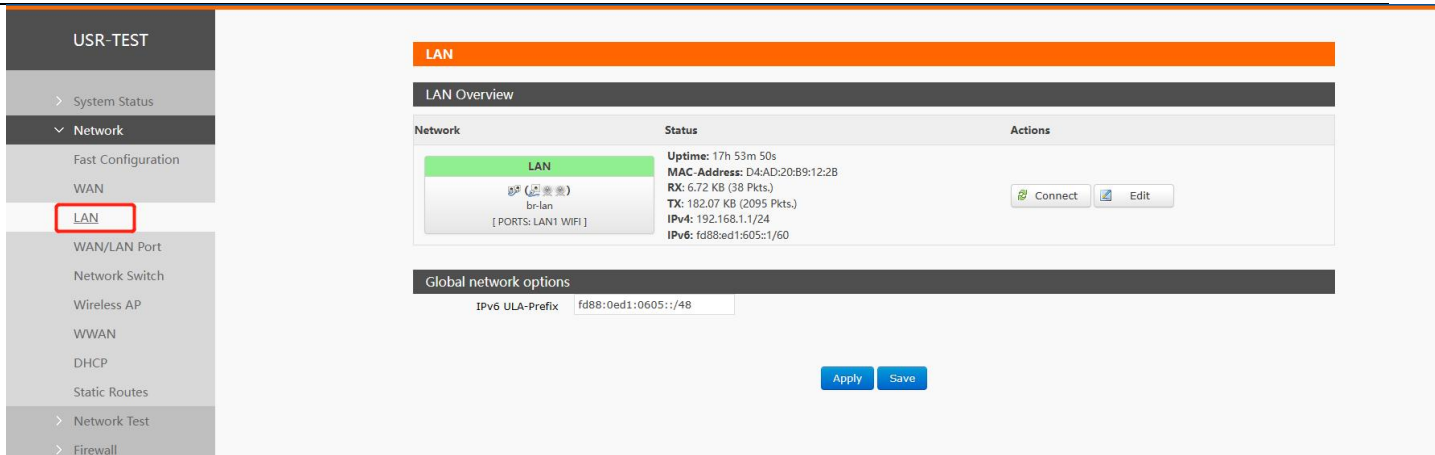 USR-TEST
System Status
Network
Fast Configuration
WAN
LAN
WAN/LAN Port
Network Switch
Wireless AP
WWAN
DHCP
Static Routes
Network Test
Firewall
LAN
LAN Overview
Network Status Actions
LAN
( )
br-lan
[ PORTS: LAN1 WIFI ]
Uptime: 17h 53m 50s
MAC-Address: D4:AD:20:B9:12:2B
RX: 6.72 KB (38 Pkts.)
TX: 182.07 KB (2095 Pkts.)
IPv4: 192.168.1.1/24
IPv6: fd88:ed1:605::1/60
Connect Edit
Global network options
IPv6 ULA-Prefix fd88:0ed1:0605::/48
Apply Save